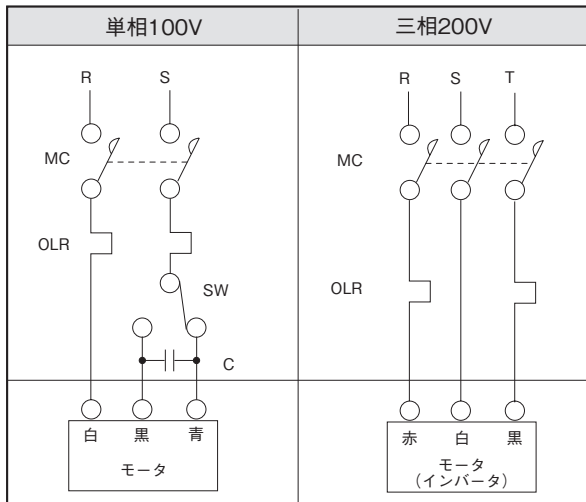 単相100V 三相200V
R S
R S T
MC
MC
OLR
OLR
SW
C
白 黒 青
モータ
赤 白 黒
モータ
(インバータ)